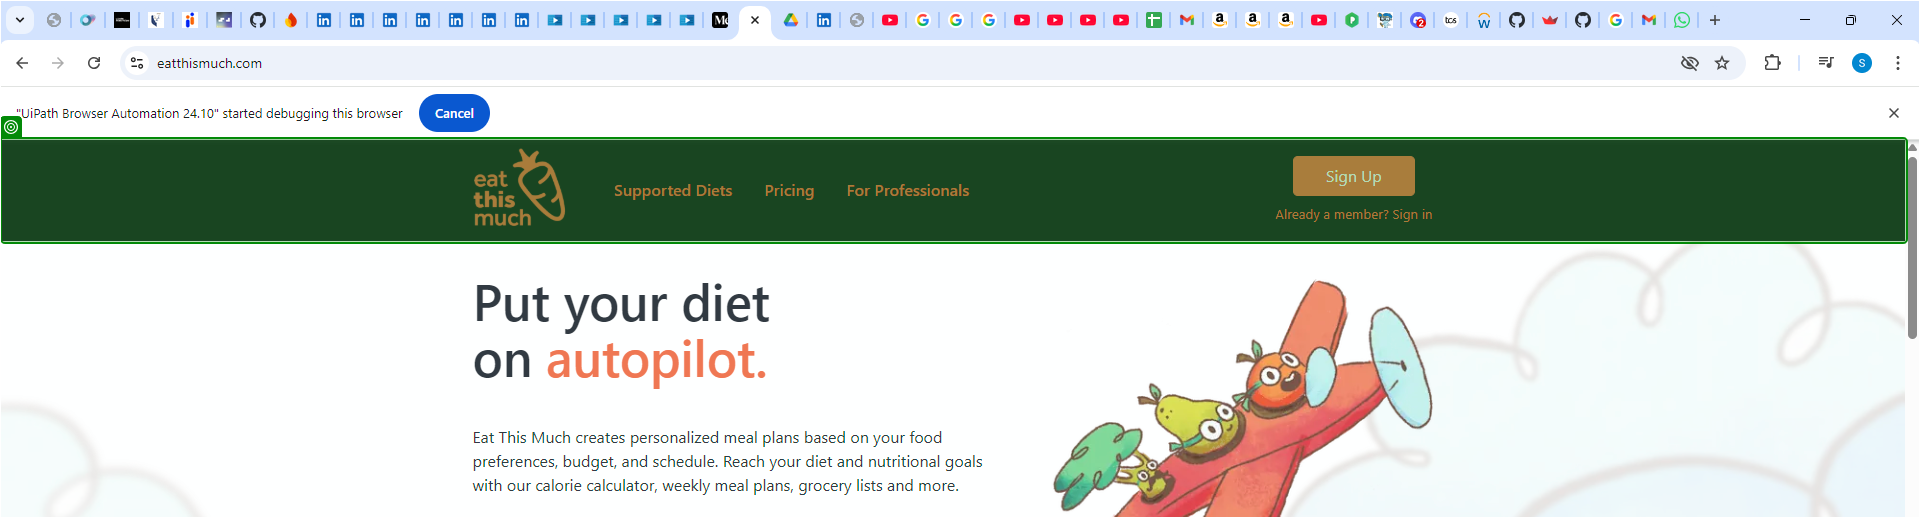 eatthismuch.com
S
"UiPath Browser Automation 24.10" started debugging this browser
Cancel
eat
this
much
Supported Diets
Pricing
For Professionals
Sign Up
Already a member? Sign in
Put your diet
on autopilot.
Eat This Much creates personalized meal plans based on your food
preferences, budget, and schedule. Reach your diet and nutritional goals
with our calorie calculator, weekly meal plans, grocery lists and more.